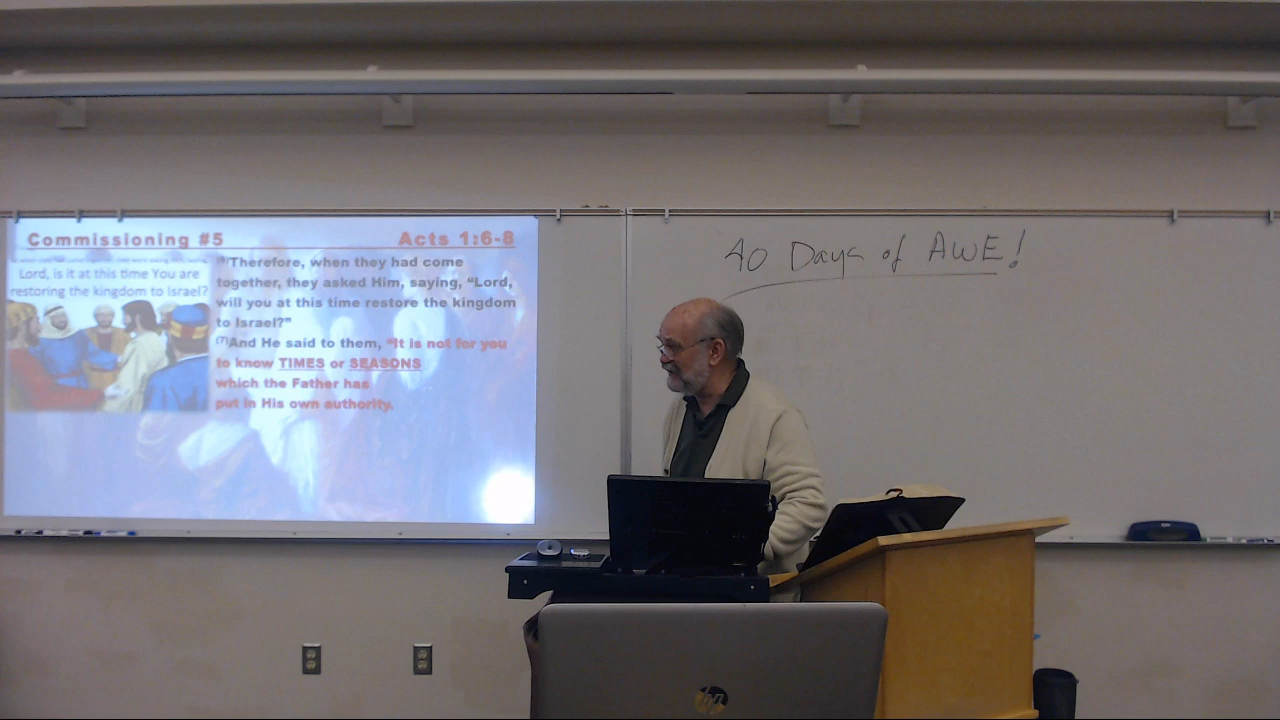 Commissioning #5 Acts 1:6-8
Lord, is it at this time You are
restoring the kingdom to Israel?
(6)Therefore, when they had come
together, they asked Him, saying, “Lord,
will you at this time restore the kingdom
to Israel?”
(7)And He said to them, “It is not for you
to know TIMES or SEASONS
which the Father has
put in His own authority.
40 Days of AWE!
hp